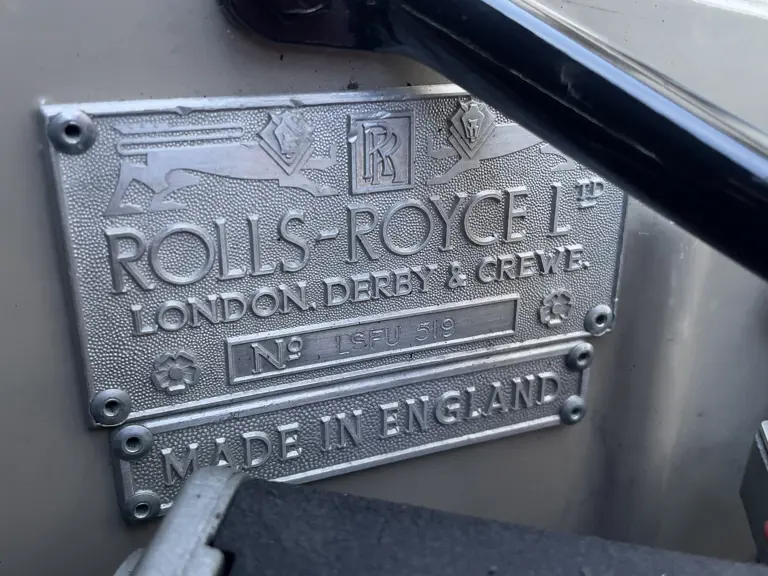 RR
ROLLS-ROYCE LTD
LONDON, DERBY & CREWE.
No LSFU 519
MADE IN ENGLAND